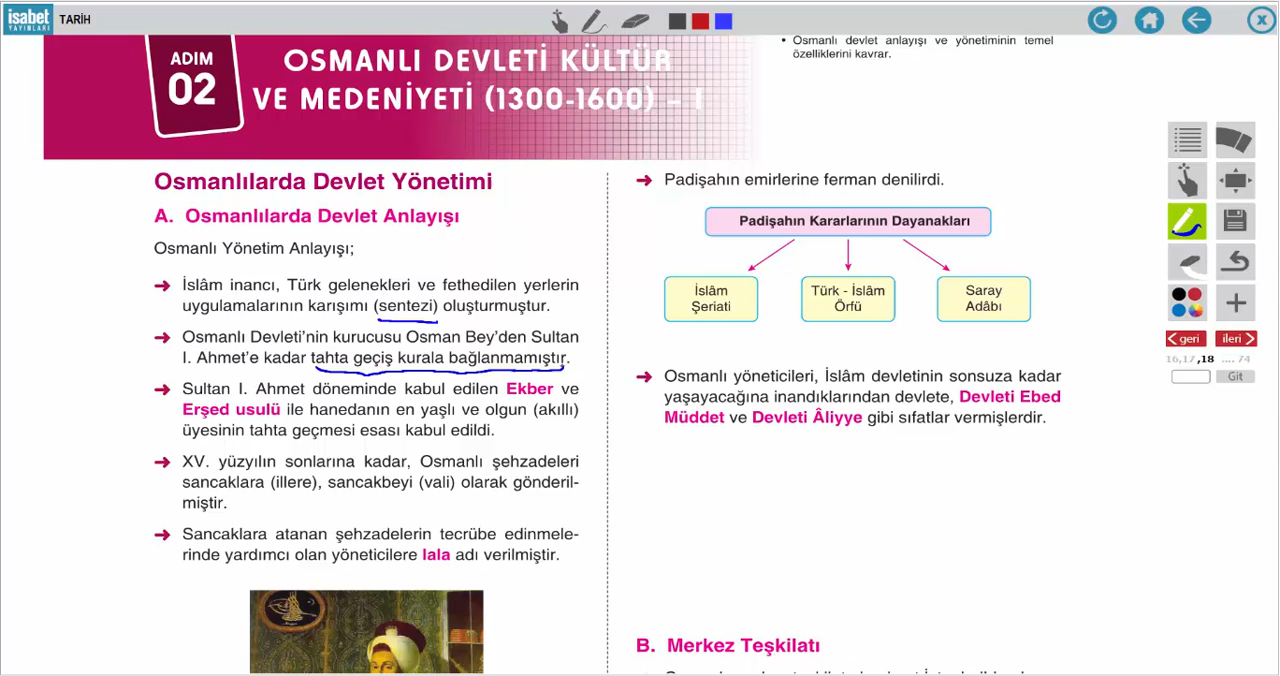 isabet
YAYINLARI
TARİH
ADIM
02
OSMANLI DEVLETİ KÜLTÜR
VE MEDENİYETİ (1300-1600) - I
• Osmanlı devlet anlayışı ve yönetiminin temel
özelliklerini kavrar.
Osmanlılarda Devlet Yönetimi
A. Osmanlılarda Devlet Anlayışı
Osmanlı Yönetim Anlayışı;
➜ İslâm inancı, Türk gelenekleri ve fethedilen yerlerin
uygulamalarının karışımı (sentezi) oluşturmuştur.
➜ Osmanlı Devleti'nin kurucusu Osman Bey'den Sultan
I. Ahmet'e kadar tahta geçiş kurala bağlanmamıştır.
➜ Sultan I. Ahmet döneminde kabul edilen Ekber ve
Erşed usulü ile hanedanın en yaşlı ve olgun (akıllı)
üyesinin tahta geçmesi esası kabul edildi.
➜ XV. yüzyılın sonlarına kadar, Osmanlı şehzadeleri
sancaklara (illere), sancakbeyi (vali) olarak gönderil-
miştir.
➜ Sancaklara atanan şehzadelerin tecrübe edinmele-
rinde yardımcı olan yöneticilere lala adı verilmiştir.
➜ Padişahın emirlerine ferman denilirdi.
Padişahın Kararlarının Dayanakları
İslâm
Şeriati
Türk - İslâm
Örfü
Saray
Adâbı
➜ Osmanlı yöneticileri, İslâm devletinin sonsuza kadar
yaşayacağına inandıklarından devlete, Devleti Ebed
Müddet ve Devleti Âliyye gibi sıfatlar vermişlerdir.
B. Merkez Teşkilatı
geri
ileri
16,17,18 .... 74
Git